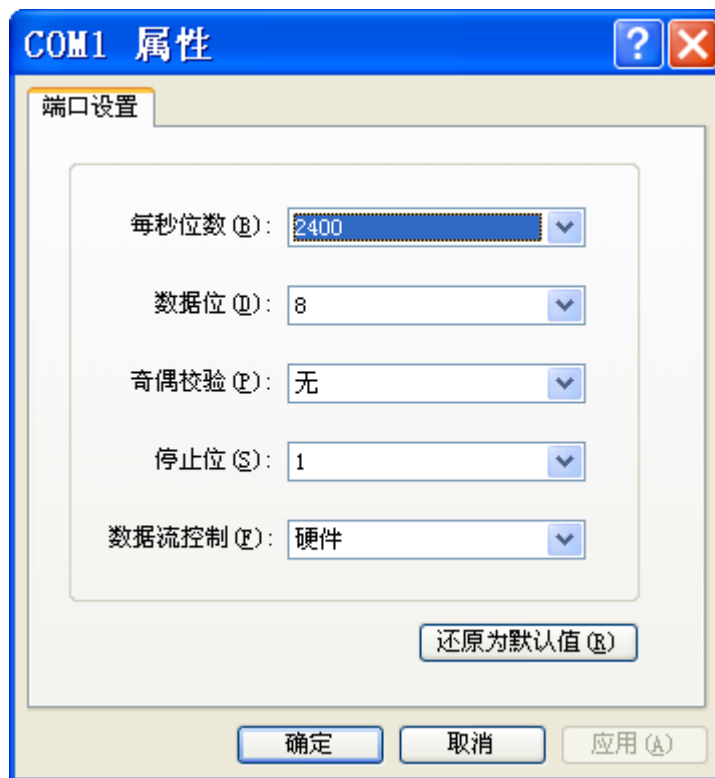 COM1 属性
端口设置
每秒位数(B): 2400
数据位(D): 8
奇偶校验(P): 无
停止位(S): 1
数据流控制(F): 硬件
还原为默认值(R)
确定 取消 应用(A)